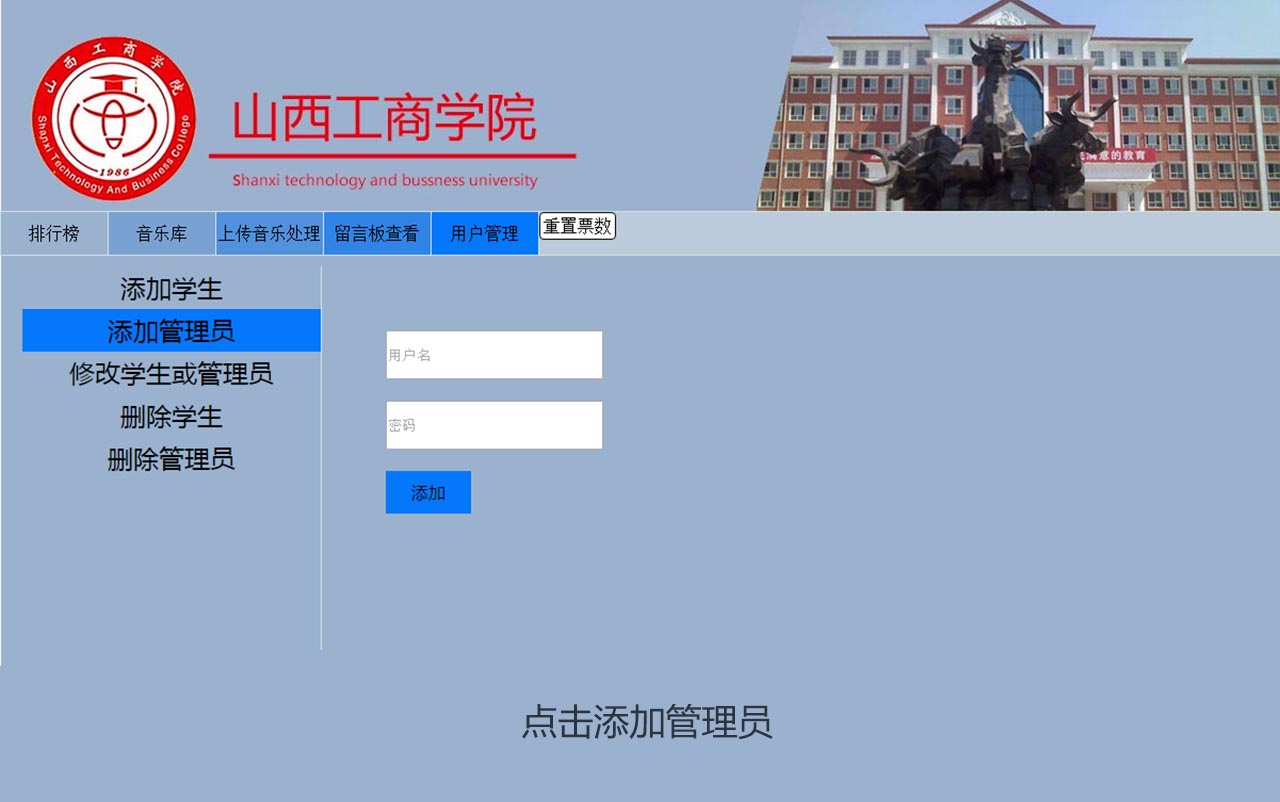 山西工商学院
Shanxi Technology And Business College
1986
山西工商学院
Shanxi technology and bussness university
满意的教育
排行榜
音乐库
上传音乐处理
留言板查看
用户管理
重置票数
添加学生
添加管理员
修改学生或管理员
删除学生
删除管理员
用户名
密码
添加
点击添加管理员